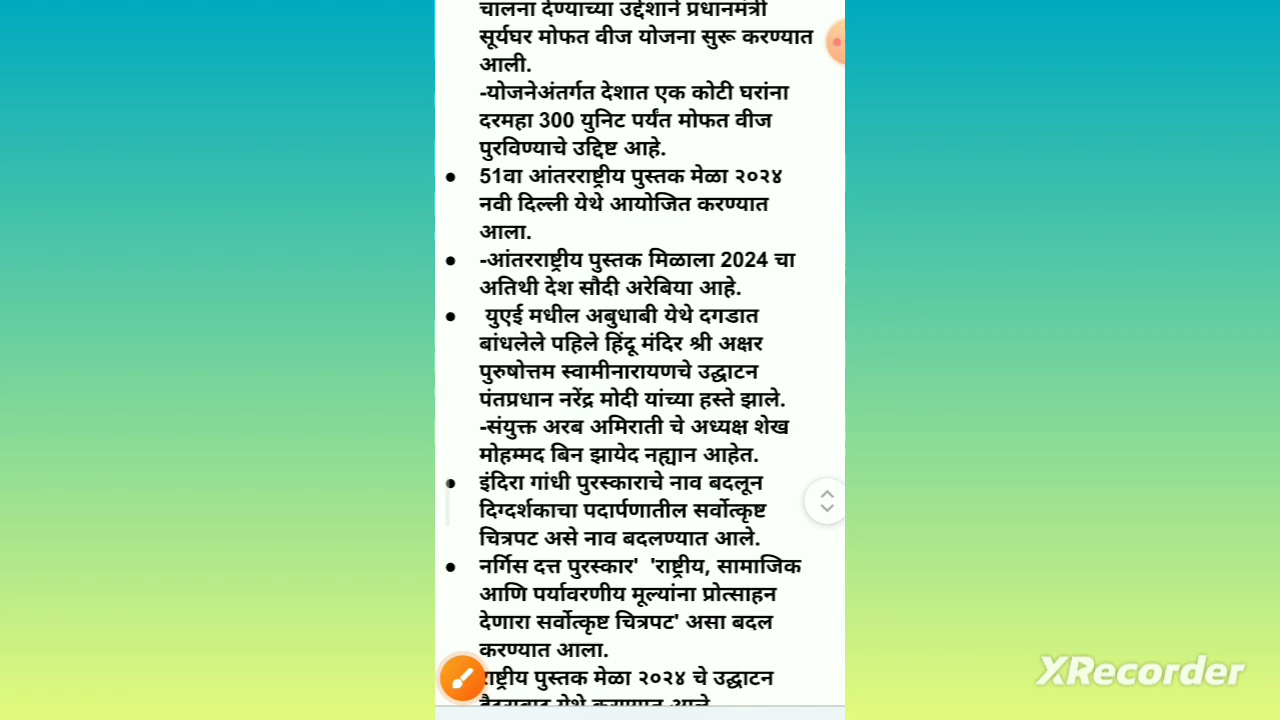 चालना देण्याच्या उद्देशाने प्रधानमंत्री
सूर्यघर मोफत वीज योजना सुरू करण्यात
आली.
-योजनेअंतर्गत देशात एक कोटी घरांना
दरमहा 300 युनिट पर्यंत मोफत वीज
पुरविण्याचे उद्दिष्ट आहे.
● 51वा आंतरराष्ट्रीय पुस्तक मेळा २०२४
नवी दिल्ली येथे आयोजित करण्यात
आला.
● -आंतरराष्ट्रीय पुस्तक मिळाला 2024 चा
अतिथी देश सौदी अरेबिया आहे.
● युएई मधील अबुधाबी येथे दगडात
बांधलेले पहिले हिंदू मंदिर श्री अक्षर
पुरुषोत्तम स्वामीनारायणचे उद्घाटन
पंतप्रधान नरेंद्र मोदी यांच्या हस्ते झाले.
-संयुक्त अरब अमिराती चे अध्यक्ष शेख
मोहम्मद बिन झायेद नह्यान आहेत.
● इंदिरा गांधी पुरस्काराचे नाव बदलून
दिग्दर्शकाचा पदार्पणातील सर्वोत्कृष्ट
चित्रपट असे नाव बदलण्यात आले.
● नर्गिस दत्त पुरस्कार' 'राष्ट्रीय, सामाजिक
आणि पर्यावरणीय मूल्यांना प्रोत्साहन
देणारा सर्वोत्कृष्ट चित्रपट' असा बदल
करण्यात आला.
राष्ट्रीय पुस्तक मेळा २०२४ चे उद्घाटन
येथे करण्यात आले
XRecorder